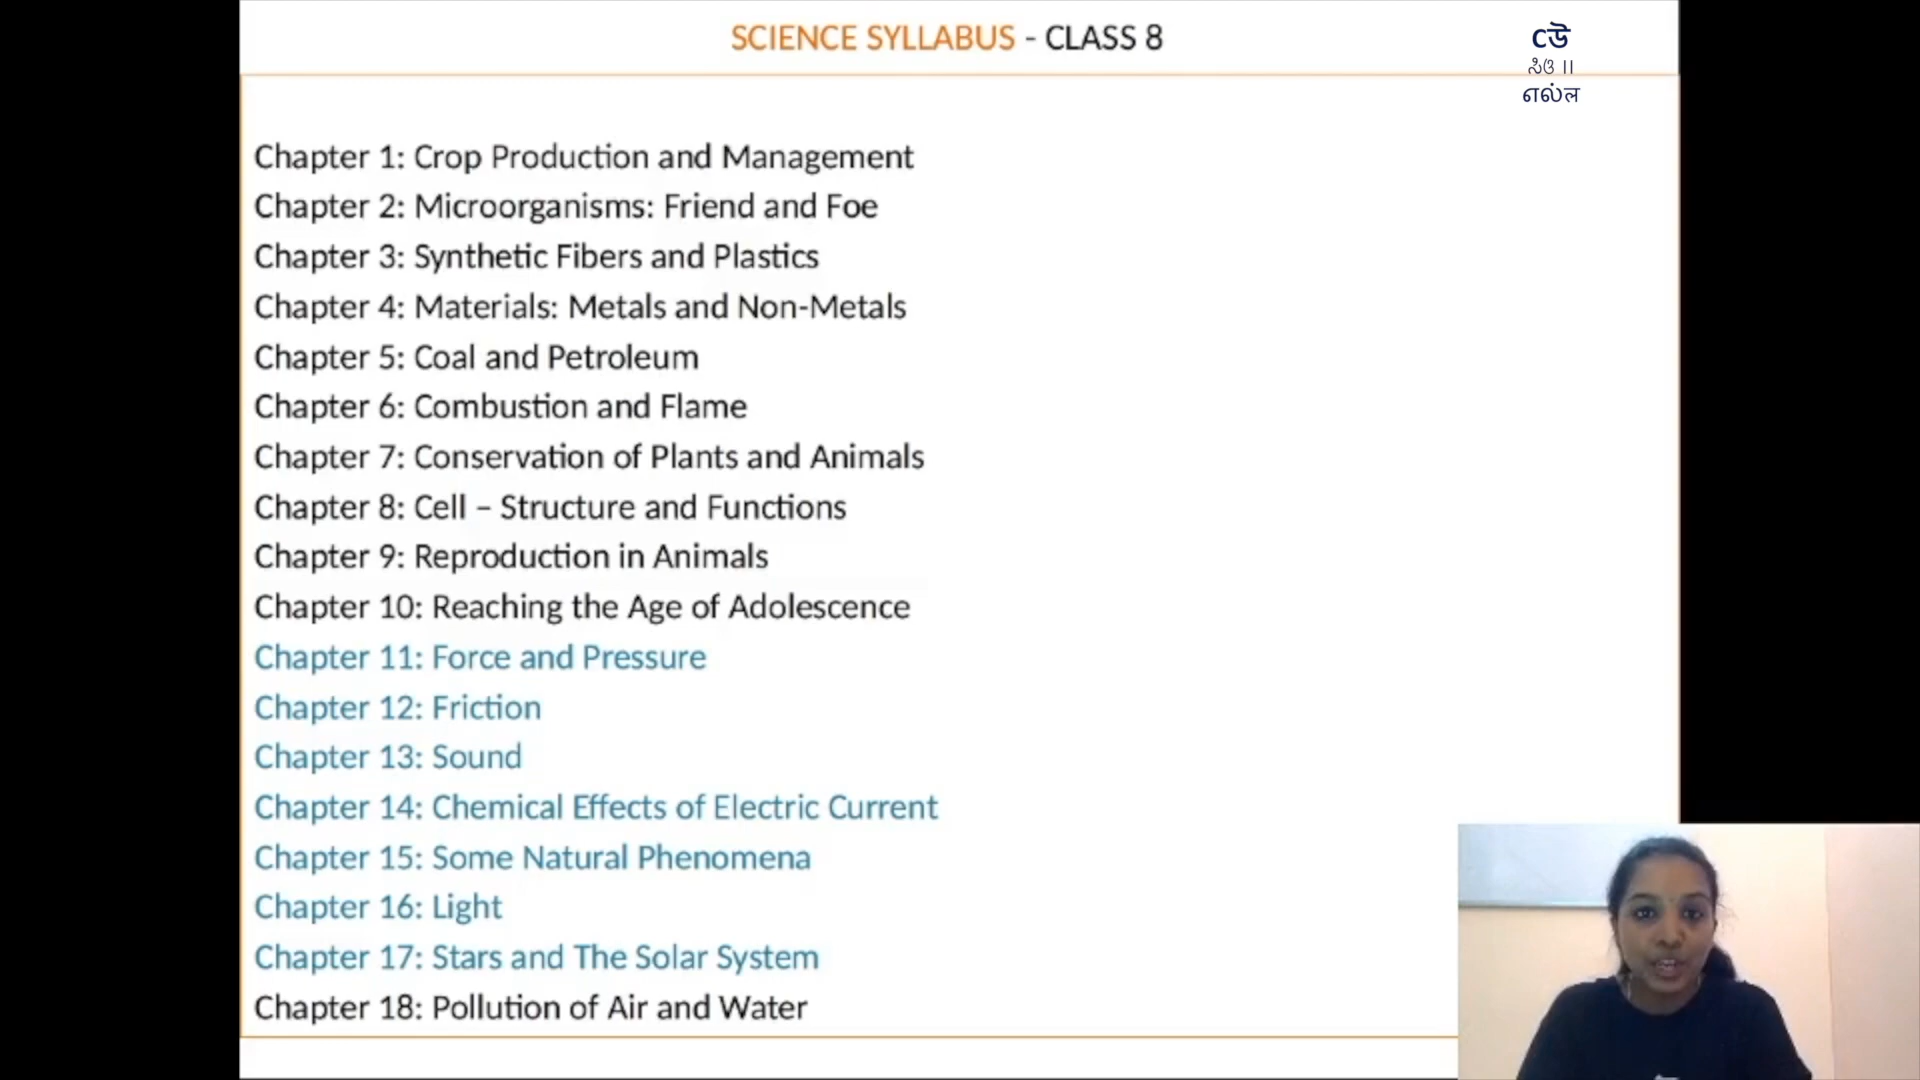 SCIENCE SYLLABUS - CLASS 8
Chapter 1: Crop Production and Management
Chapter 2: Microorganisms: Friend and Foe
Chapter 3: Synthetic Fibers and Plastics
Chapter 4: Materials: Metals and Non-Metals
Chapter 5: Coal and Petroleum
Chapter 6: Combustion and Flame
Chapter 7: Conservation of Plants and Animals
Chapter 8: Cell – Structure and Functions
Chapter 9: Reproduction in Animals
Chapter 10: Reaching the Age of Adolescence
Chapter 11: Force and Pressure
Chapter 12: Friction
Chapter 13: Sound
Chapter 14: Chemical Effects of Electric Current
Chapter 15: Some Natural Phenomena
Chapter 16: Light
Chapter 17: Stars and The Solar System
Chapter 18: Pollution of Air and Water